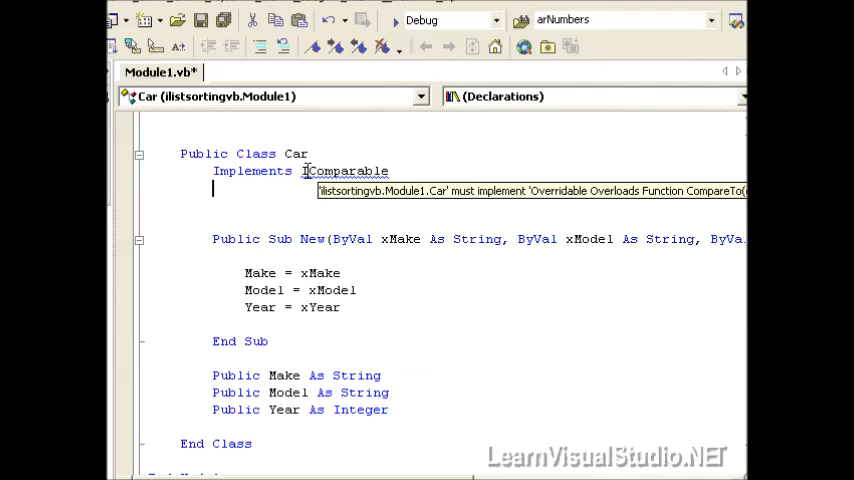 Debug
arNumbers
Module1.vb*
Car (ilistsortingvb.Module1)
(Declarations)
Public Class Car
Implements IComparable
'ilistsortingvb.Module1.Car' must implement 'Overridable Overloads Function CompareTo(
Public Sub New(ByVal xMake As String, ByVal xModel As String, ByVa
Make = xMake
Model = xModel
Year = xYear
End Sub
Public Make As String
Public Model As String
Public Year As Integer
End Class
LearnVisualStudio.NET